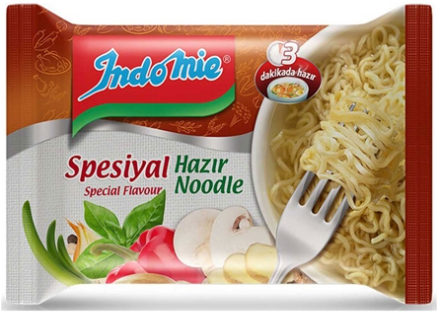 Indomie®
3
dakikada hazır
Spesiyal Hazır
Special Flavour Noodle